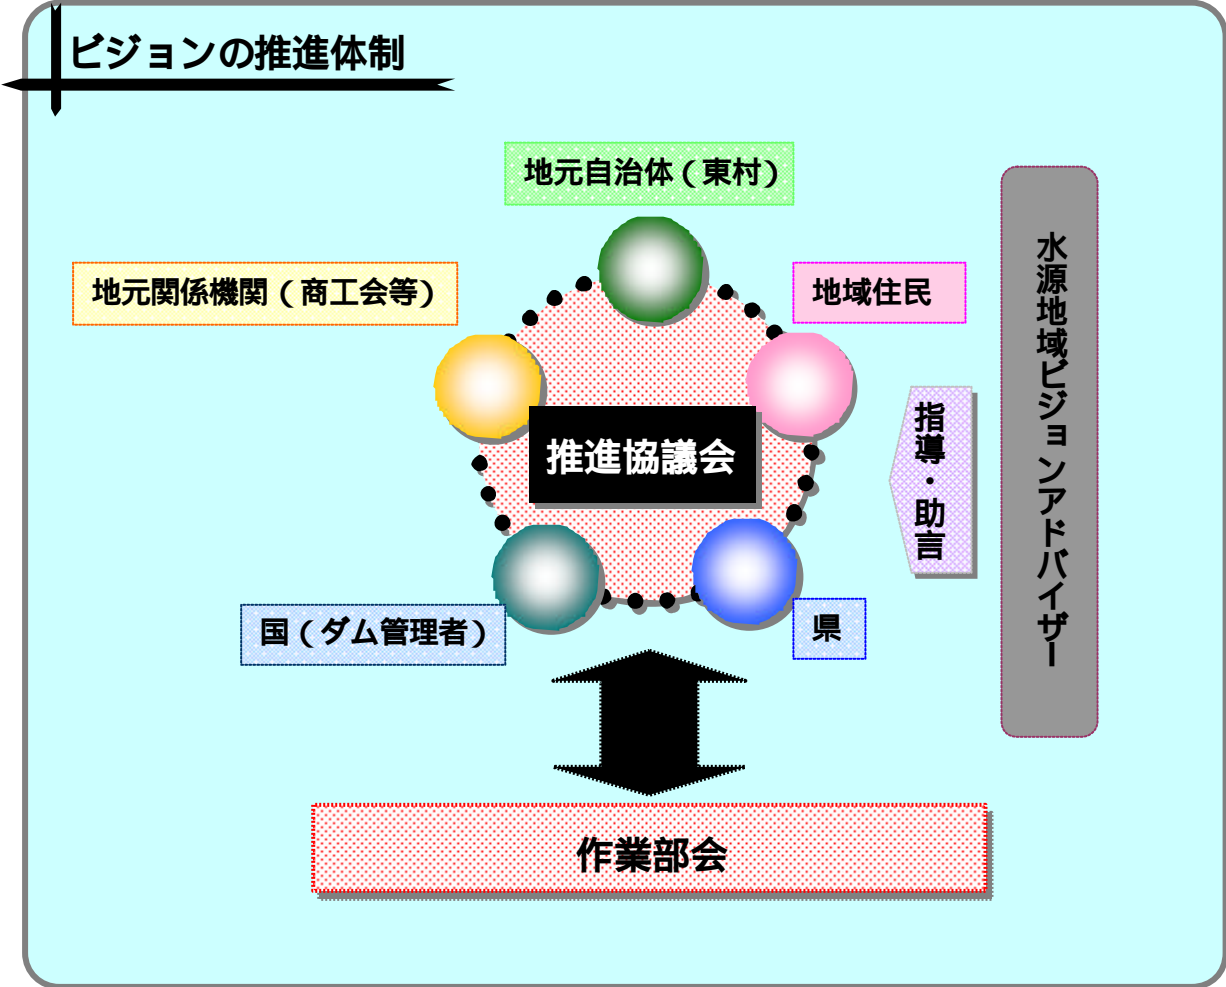 ビジョンの推進体制
地元自治体（東村）
地元関係機関（商工会等）
地域住民
推進協議会
指導・助言
水源地域ビジョンアドバイザー
国（ダム管理者）
県
作業部会